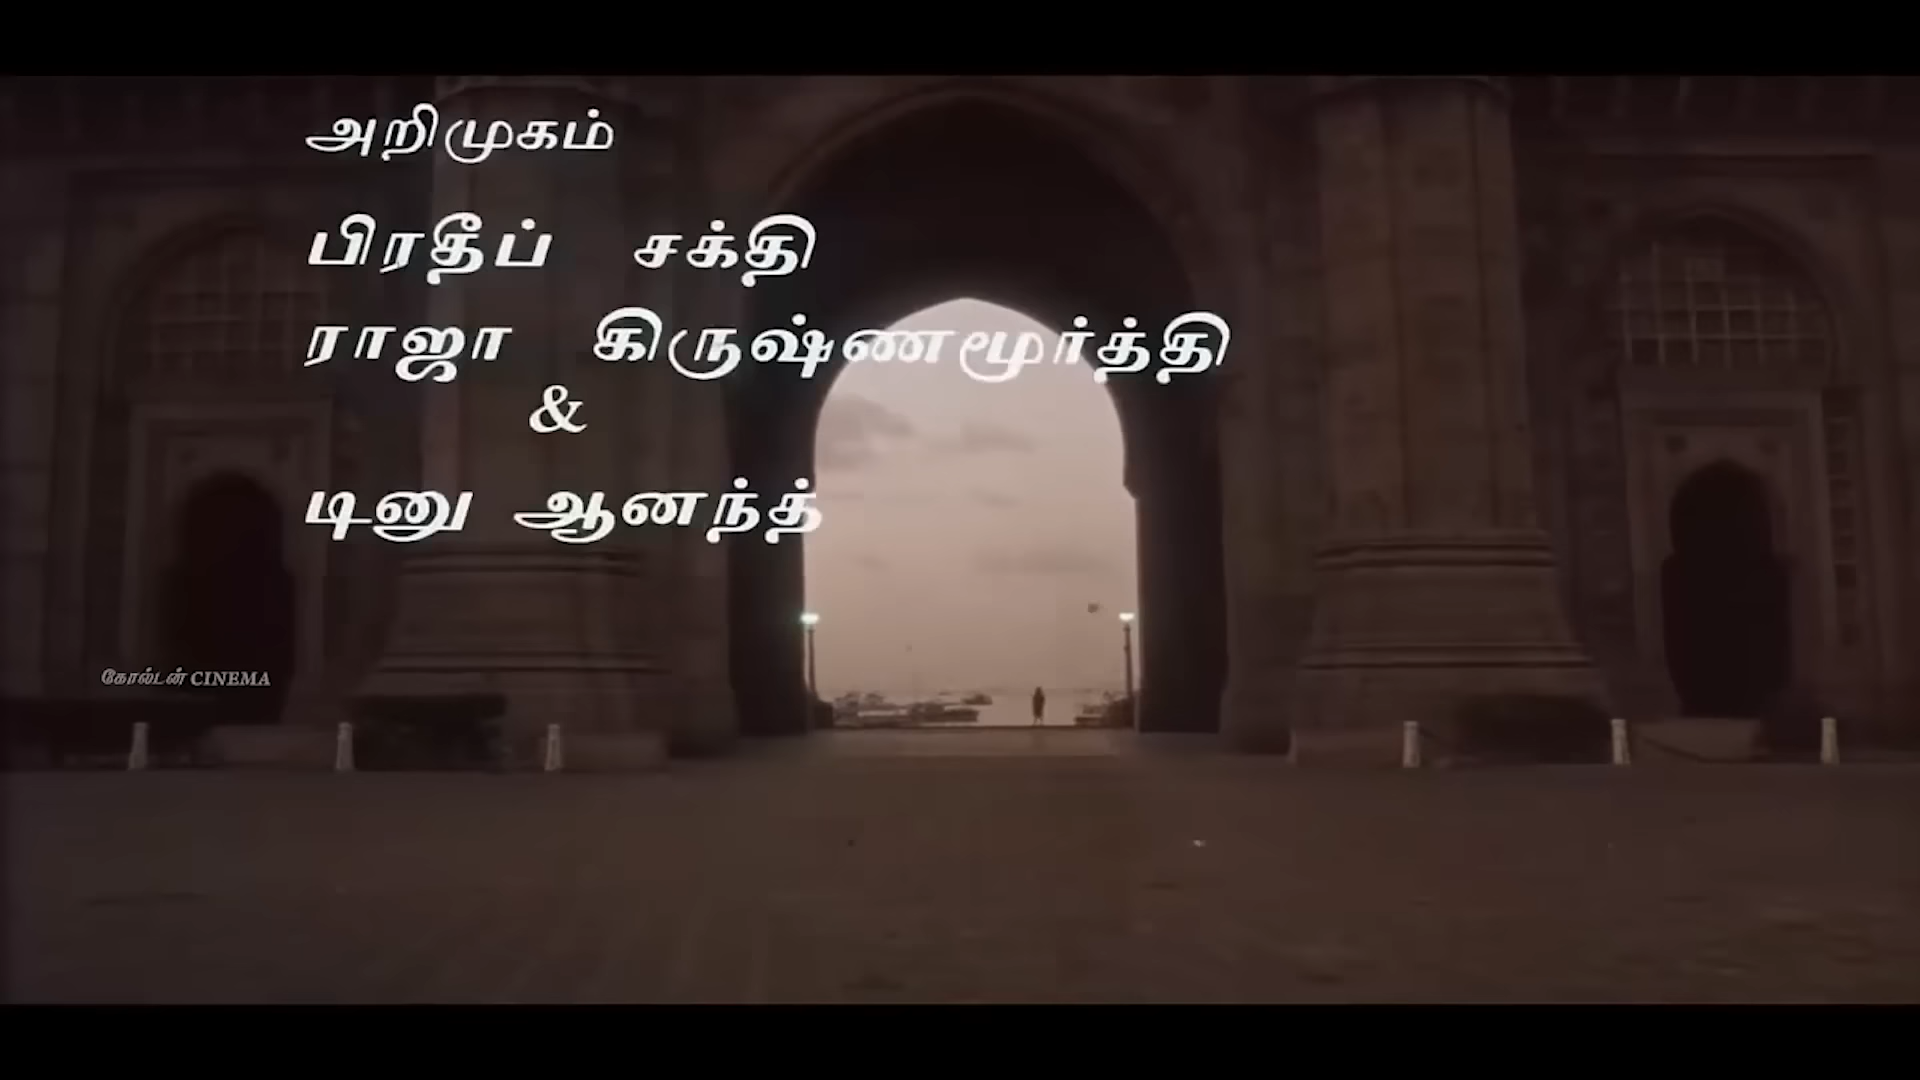 அறிமுகம்
பிரதீப் சக்தி
ராஜா கிருஷ்ணமூர்த்தி
&
டினு ஆனந்த்
கோல்டன் CINEMA